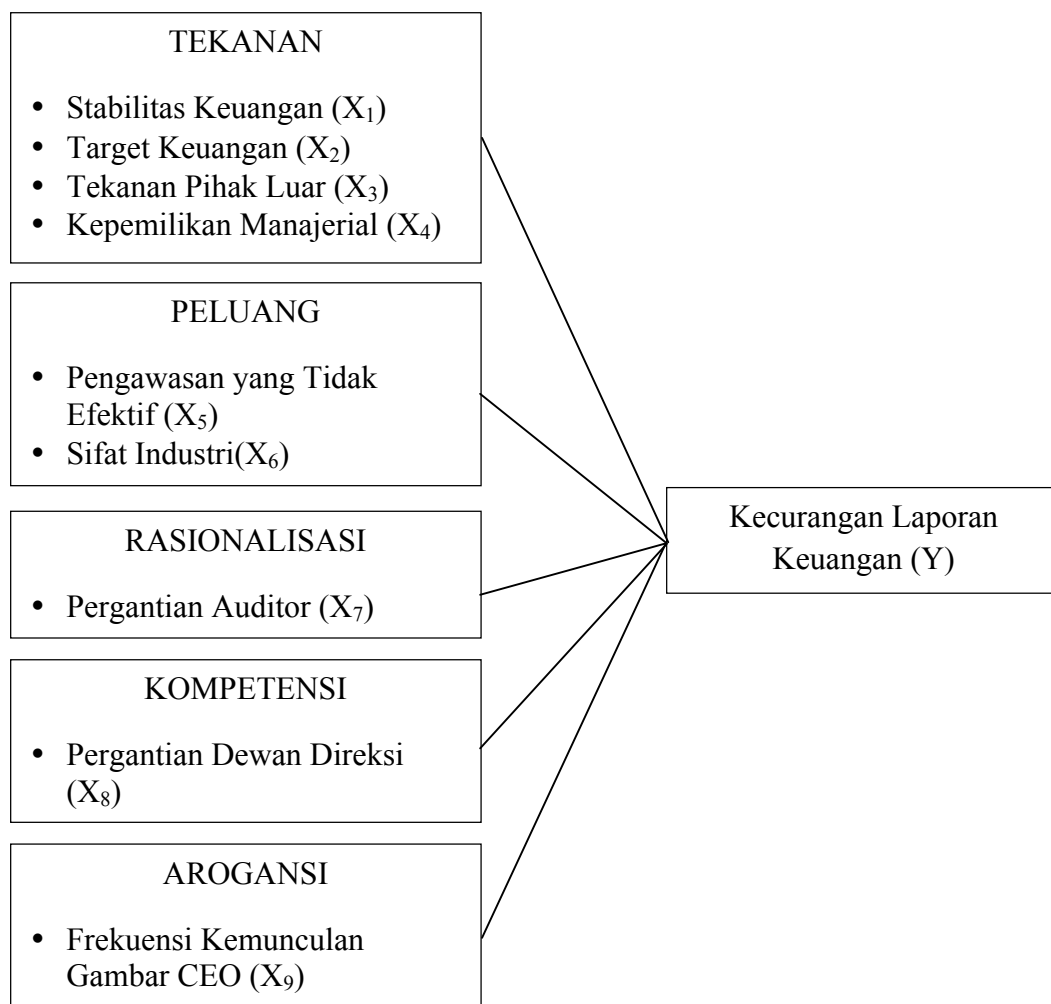 TEKANAN
• Stabilitas Keuangan (X₁)
• Target Keuangan (X₂)
• Tekanan Pihak Luar (X₃)
• Kepemilikan Manajerial (X₄)
PELUANG
• Pengawasan yang Tidak
Efektif (X₅)
• Sifat Industri(X₆)
RASIONALISASI
• Pergantian Auditor (X₇)
KOMPETENSI
• Pergantian Dewan Direksi
(X₈)
AROGANSI
• Frekuensi Kemunculan
Gambar CEO (X₉)
Kecurangan Laporan
Keuangan (Y)